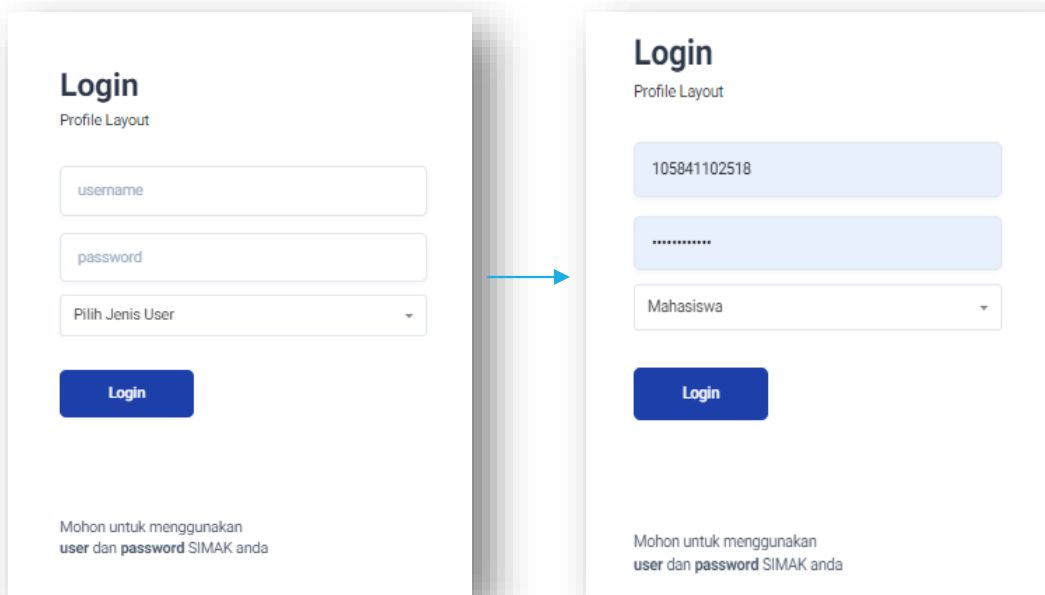 Login
Profile Layout
username
password
Pilih Jenis User
Login
Mohon untuk menggunakan
user dan password SIMAK anda
Login
Profile Layout
105841102518
••••••••••••
Mahasiswa
Login
Mohon untuk menggunakan
user dan password SIMAK anda